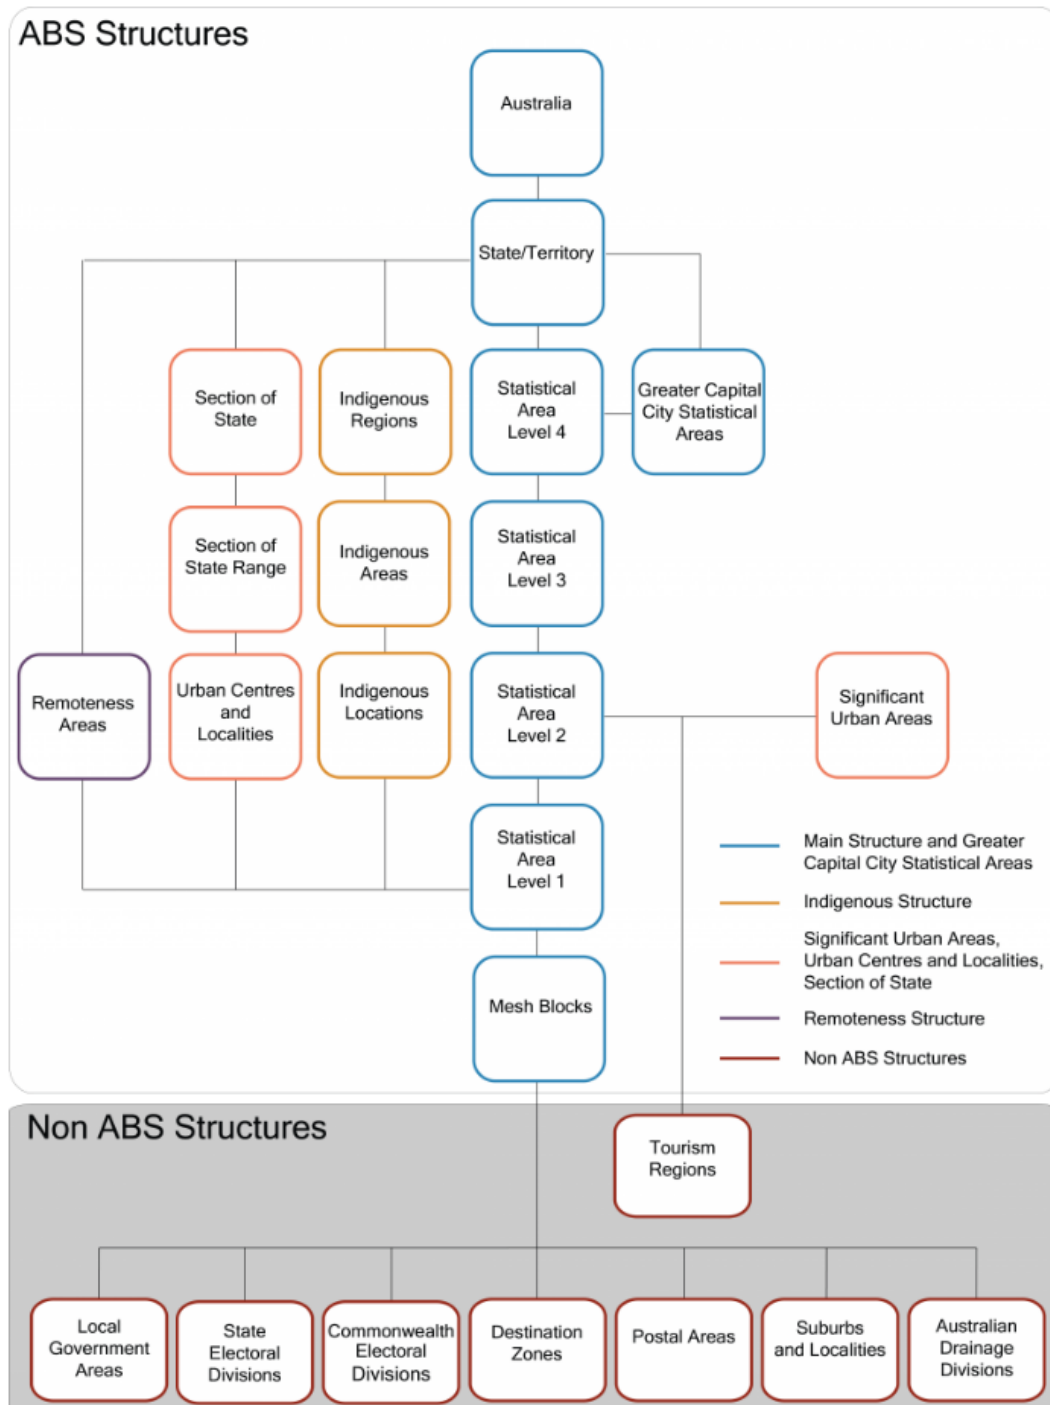 ABS Structures
Australia
State/Territory
Section of
State
Indigenous
Regions
Statistical
Area
Level 4
Greater Capital
City Statistical
Areas
Section of
State Range
Indigenous
Areas
Statistical
Area
Level 3
Remoteness
Areas
Urban Centres
and
Localities
Indigenous
Locations
Statistical
Area
Level 2
Significant
Urban Areas
Statistical
Area
Level 1
Mesh Blocks
Main Structure and Greater
Capital City Statistical Areas
Indigenous Structure
Significant Urban Areas,
Urban Centres and Localities,
Section of State
Remoteness Structure
Non ABS Structures
Non ABS Structures
Tourism
Regions
Local
Government
Areas
State
Electoral
Divisions
Commonwealth
Electoral
Divisions
Destination
Zones
Postal Areas
Suburbs
and Localities
Australian
Drainage
Divisions